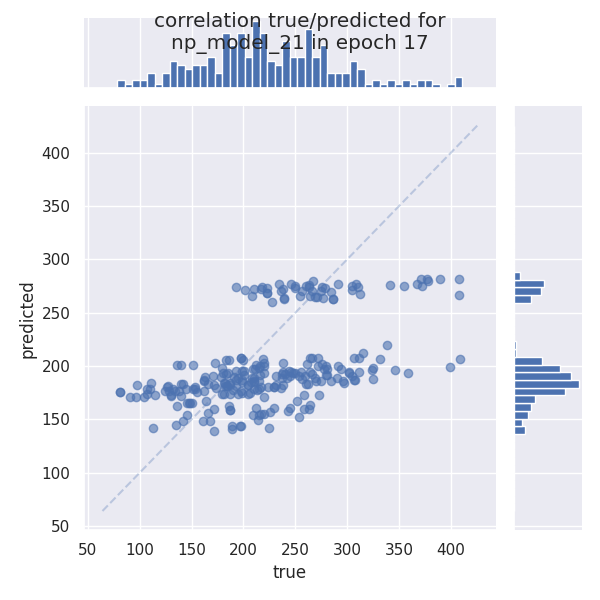 correlation true/predicted for
np_model_21 in epoch 17
400
350
300
250
200
150
100
50
predicted
50 100 150 200 250 300 350 400
true